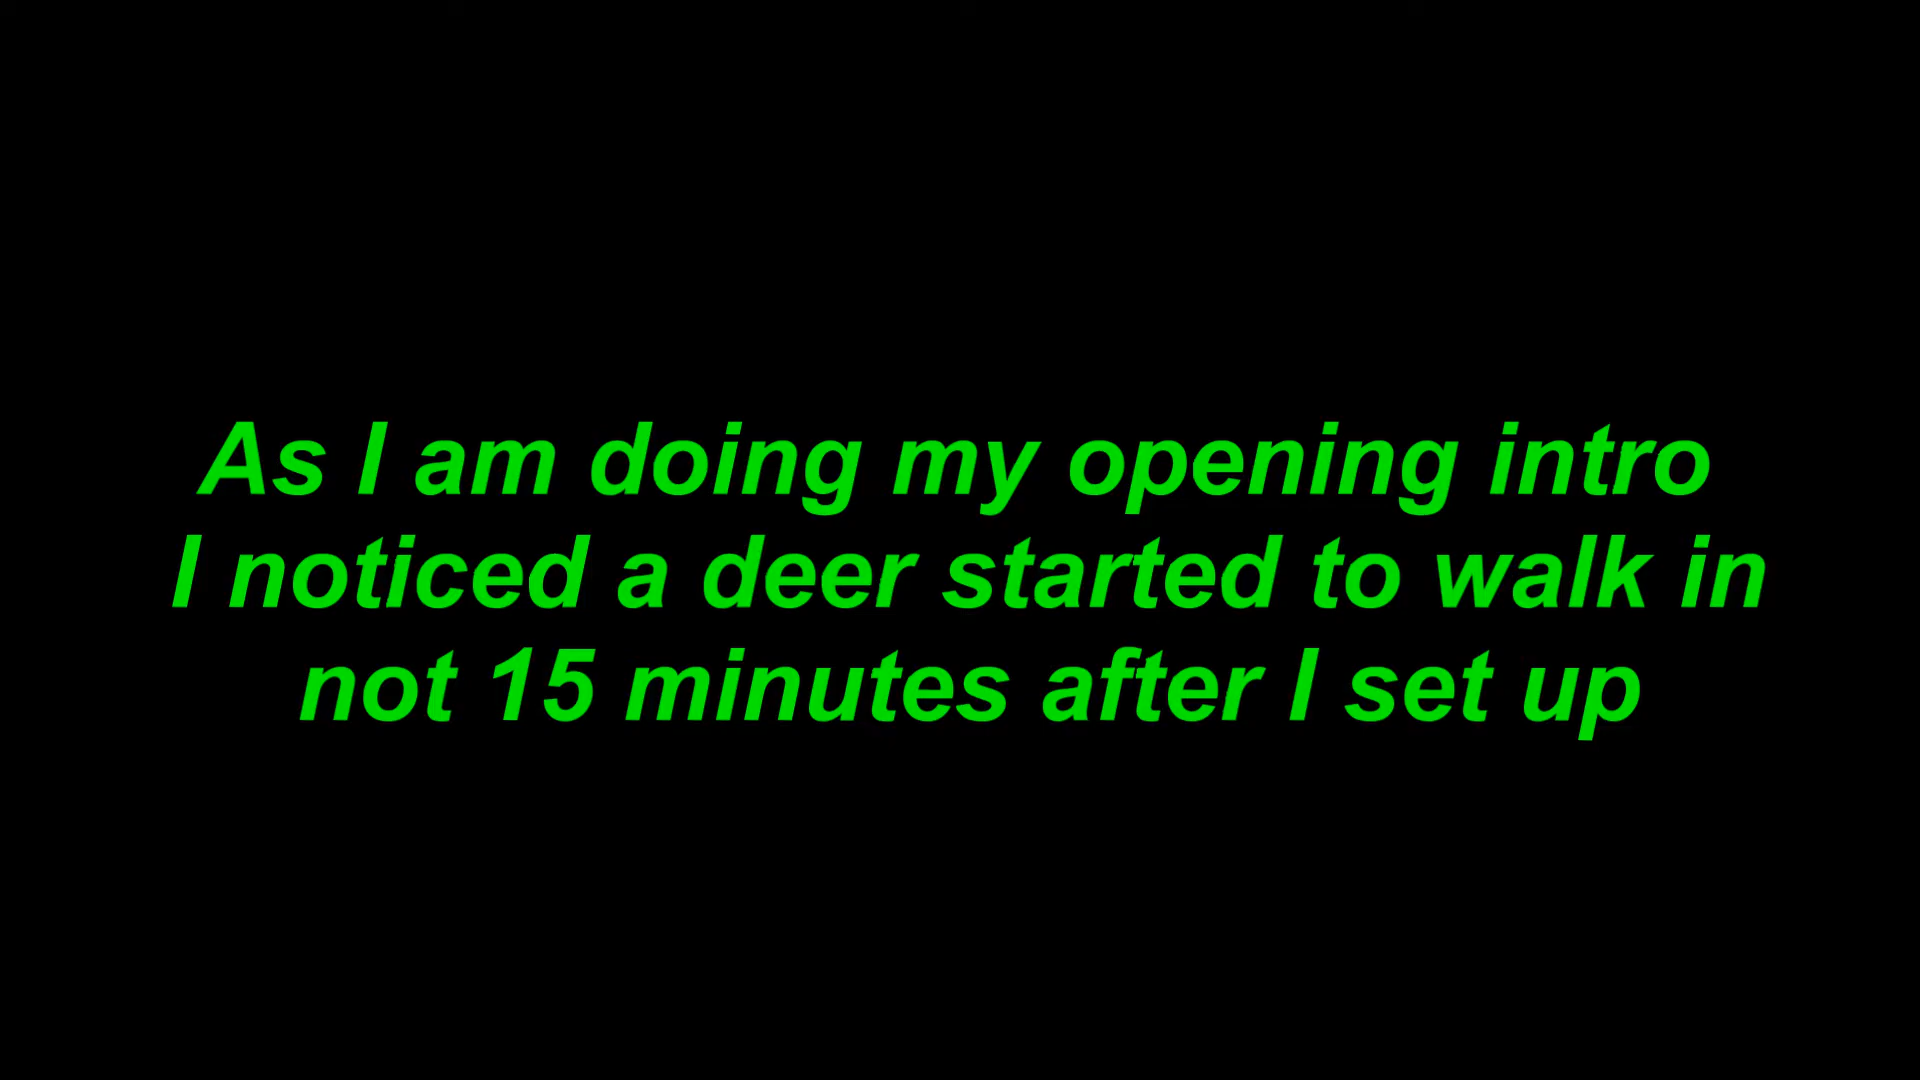 As I am doing my opening intro
I noticed a deer started to walk in
not 15 minutes after I set up